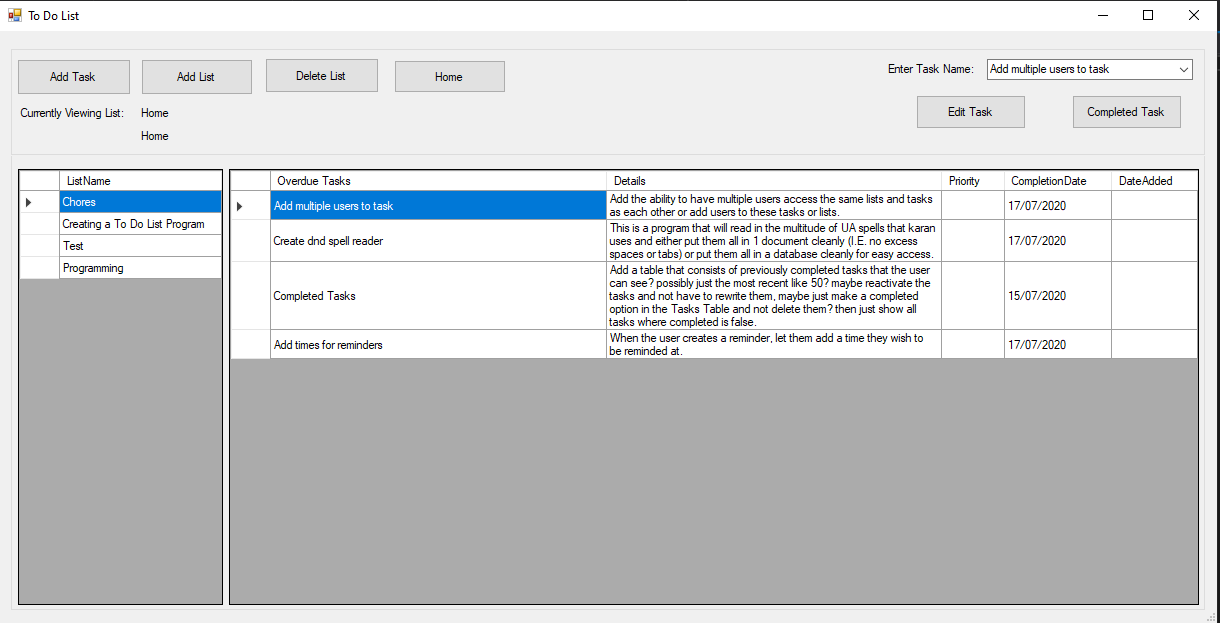 To Do List
Add Task
Add List
Delete List
Home
Enter Task Name:
Add multiple users to task
Currently Viewing List:
Home
Home
Edit Task
Completed Task
ListName
Chores
Creating a To Do List Program
Test
Programming
Overdue Tasks
Details
Priority
CompletionDate
DateAdded
Add multiple users to task
Add the ability to have multiple users access the same lists and tasks
as each other or add users to these tasks or lists.
17/07/2020
Create dnd spell reader
This is a program that will read in the multitude of UA spells that karan
uses and either put them all in 1 document cleanly (I.E. no excess
spaces or tabs) or put them all in a database cleanly for easy access.
17/07/2020
Completed Tasks
Add a table that consists of previously completed tasks that the user
can see? possibly just the most recent like 50? maybe reactivate the
tasks and not have to rewrite them, maybe just make a completed
option in the Tasks Table and not delete them? then just show all
tasks where completed is false.
15/07/2020
Add times for reminders
When the user creates a reminder, let them add a time they wish to
be reminded at.
17/07/2020